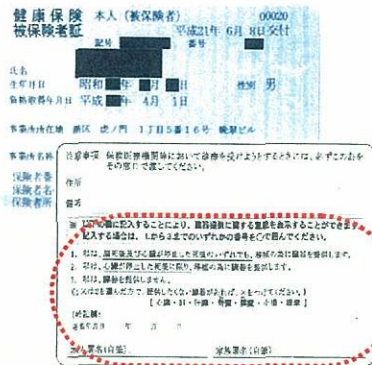 健康保険 本人（被保険者） 00020
被保険者証 平成21年 6月 8日交付
記号 番号
氏名
生年月日 昭和 年 月 日 性別 男
資格取得年月日 平成 年 4月 1日
事業所所在地 港区 虎ノ門 1丁目5番16号 晩翠ビル
事業所名称
保険者番
保険者名
保険者所
注意事項 保険医療機関等において診療を受けようとするときには、必ずこの証を
その窓口で渡してください。
住所
備考
以下の欄に記入することにより、臓器提供に関する意思を表示することができます
記入する場合は、1.から3.までのいずれかの番号を○で囲んでください。
1. 私は、脳死後及び心臓が停止した死後のいずれでも、移植の為に臓器を提供します。
2. 私は、心臓が停止した死後に限り、移植の為に臓器を提供します。
3. 私は、臓器を提供しません。
《1又は2を選んだ方で、提供したくない臓器があれば、×をつけてください。》
【 心臓・肺・肝臓・腎臓・膵臓・小腸・眼球 】
[特記欄:
署名年月日 年 月 日
本人署名(自筆) 家族署名(自筆)